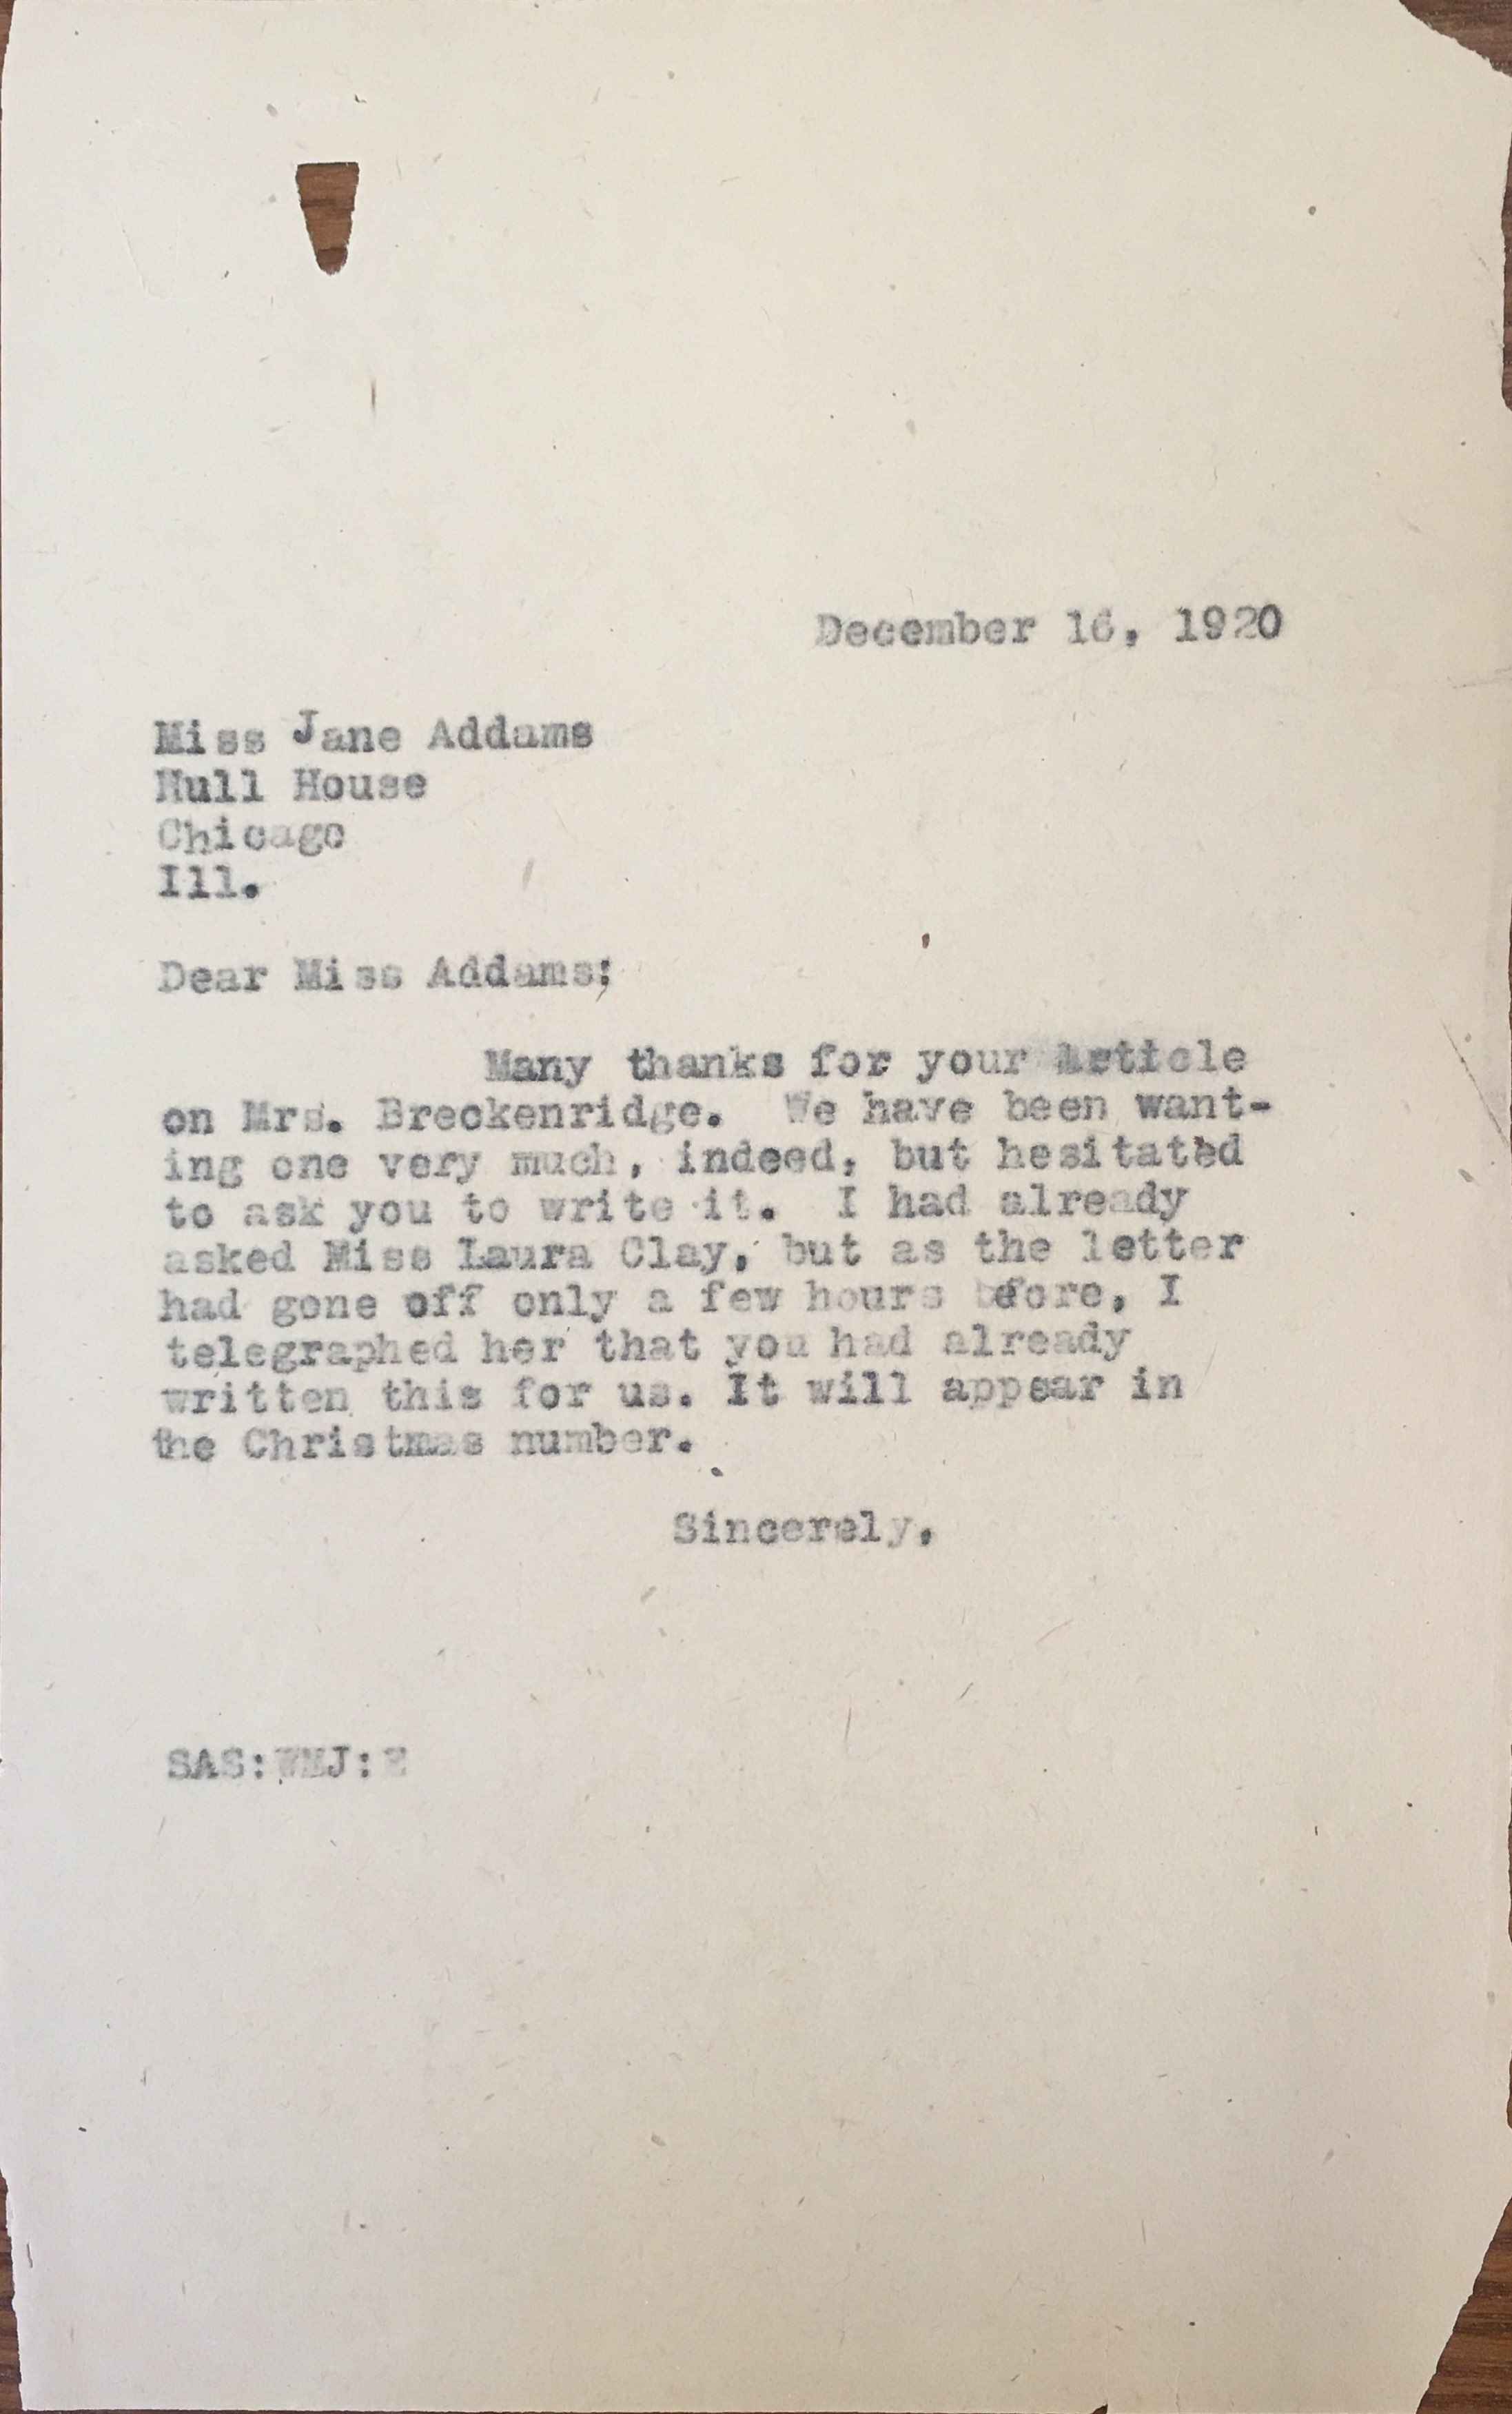 December 16, 1920
Miss Jane Addams
Hull House
Chicago
Ill.
Dear Miss Addams:
Many thanks for your article
on Mrs. Breckenridge. We have been want-
ing one very much, indeed, but hesitated
to ask you to write it. I had already
asked Miss Laura Clay, but as the letter
had gone off only a few hours before, I
telegraphed her that you had already
written this for us. It will appear in
the Christmas number.
Sincerely,
SAS: